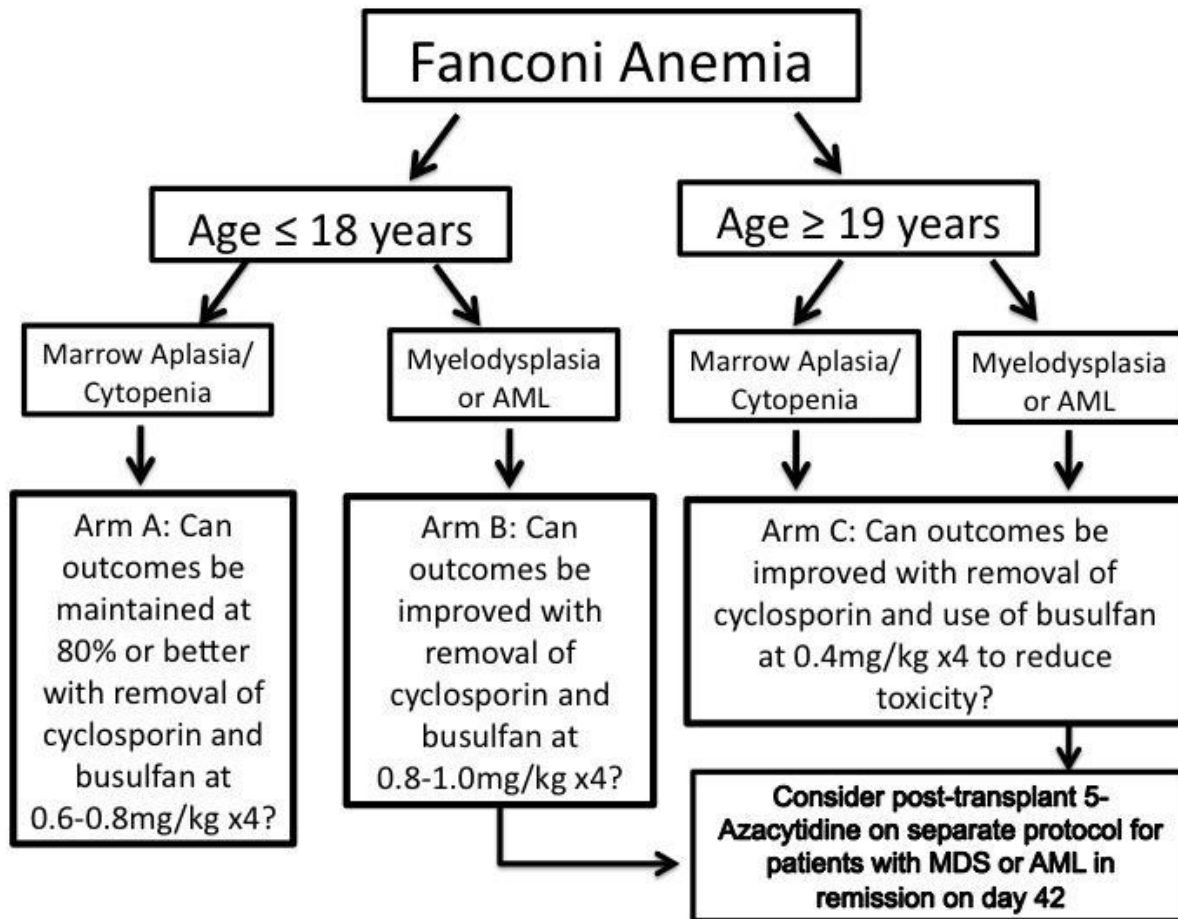 Fanconi Anemia
Age ≤ 18 years
Age ≥ 19 years
Marrow Aplasia/
Cytopenia
Myelodysplasia
or AML
Marrow Aplasia/
Cytopenia
Myelodysplasia
or AML
Arm A: Can
outcomes be
maintained at
80% or better
with removal of
cyclosporin and
busulfan at
0.6-0.8mg/kg x4?
Arm B: Can
outcomes be
improved with
removal of
cyclosporin and
busulfan at
0.8-1.0mg/kg x4?
Arm C: Can outcomes be
improved with removal of
cyclosporin and use of busulfan
at 0.4mg/kg x4 to reduce
toxicity?
Consider post-transplant 5-
Azacytidine on separate protocol for
patients with MDS or AML in
remission on day 42